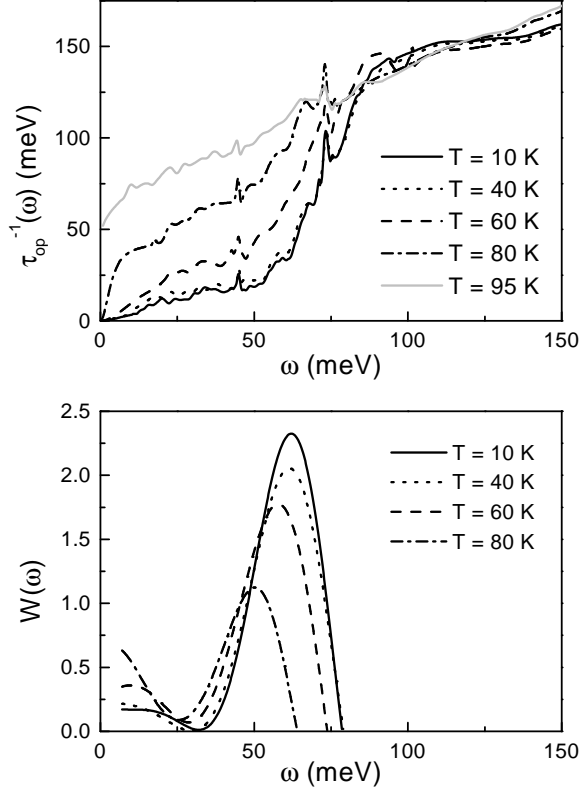 τop-1(ω) (meV)
150
100
50
0
T = 10 K
T = 40 K
T = 60 K
T = 80 K
T = 95 K
0 50 100 150
ω (meV)
W(ω)
2.5
2.0
1.5
1.0
0.5
0.0
T = 10 K
T = 40 K
T = 60 K
T = 80 K
0 50 100 150
ω (meV)